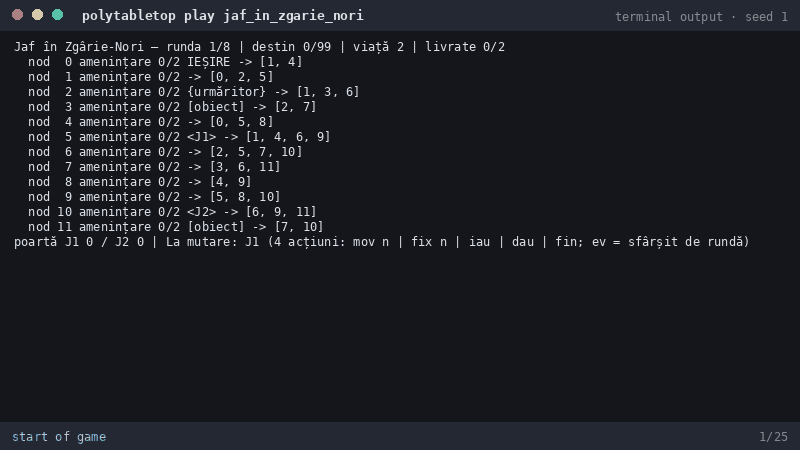 polytabletop play jaf_in_zgarie_nori
terminal output · seed 1
Jaf în Zgârie-Nori — runda 1/8 | destin 0/99 | viață 2 | livrate 0/2
nod 0 amenințare 0/2 IEȘIRE -> [1, 4]
nod 1 amenințare 0/2 -> [0, 2, 5]
nod 2 amenințare 0/2 {următritor} -> [1, 3, 6]
nod 3 amenințare 0/2 [obiect] -> [2, 7]
nod 4 amenințare 0/2 -> [0, 5, 8]
nod 5 amenințare 0/2 <J1> -> [1, 4, 6, 9]
nod 6 amenințare 0/2 -> [2, 5, 7, 10]
nod 7 amenințare 0/2 -> [3, 6, 11]
nod 8 amenințare 0/2 -> [4, 9]
nod 9 amenințare 0/2 -> [5, 8, 10]
nod 10 amenințare 0/2 <J2> -> [6, 9, 11]
nod 11 amenințare 0/2 [obiect] -> [7, 10]
poartă J1 0 / J2 0 | La mutare: J1 (4 acțiuni: mov n | fix n | iau | dau | fin; ev = sfârșit de rundă)
start of game
1/25